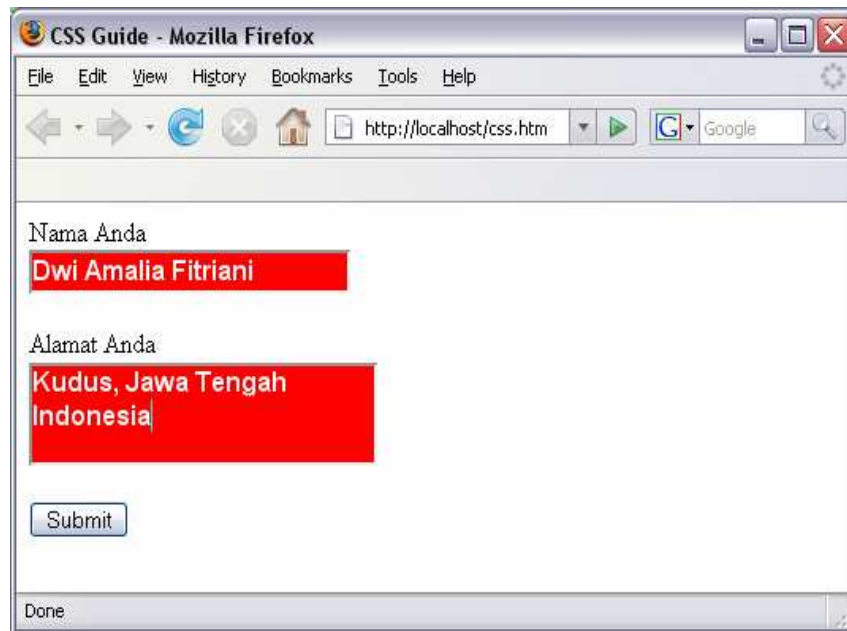 CSS Guide - Mozilla Firefox
File Edit View History Bookmarks Tools Help
http://localhost/css.htm G Google
Nama Anda
Dwi Amalia Fitriani
Alamat Anda
Kudus, Jawa Tengah
Indonesia
Submit
Done